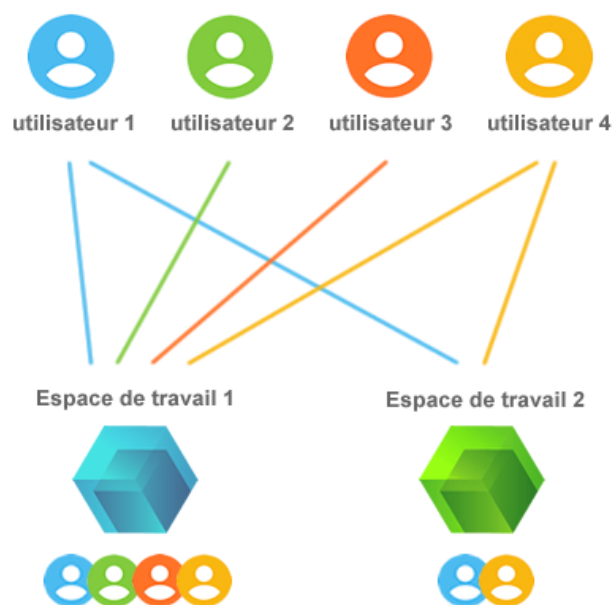 utilisateur 1
utilisateur 2
utilisateur 3
utilisateur 4
Espace de travail 1
Espace de travail 2